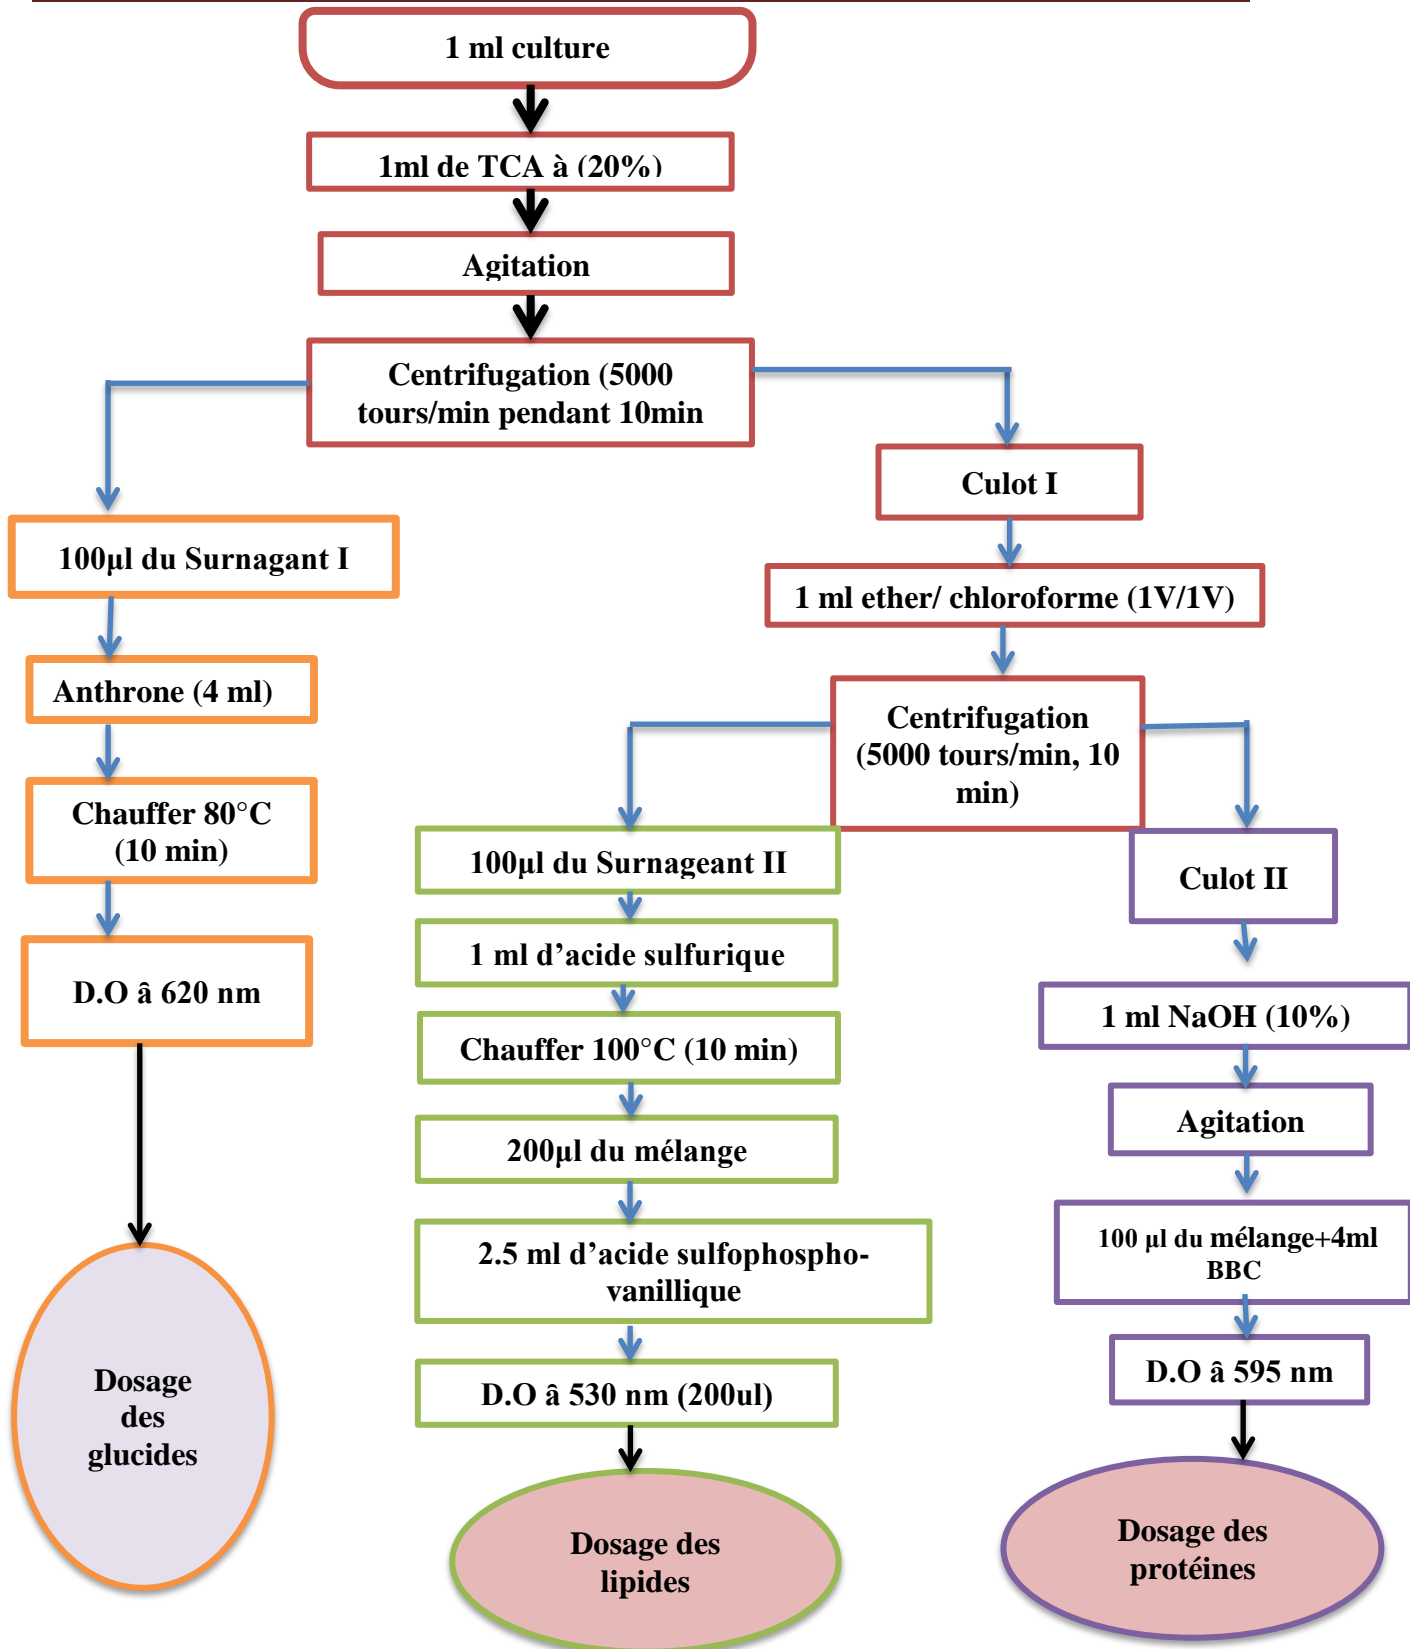 1 ml culture
1ml de TCA à (20%)
Agitation
Centrifugation (5000
tours/min pendant 10min
100µl du Surnagant I
Anthrone (4 ml)
Chauffer 80°C
(10 min)
D.O â 620 nm
Dosage
des
glucides
Culot I
1 ml ether/ chloroforme (1V/1V)
Centrifugation
(5000 tours/min, 10
min)
100µl du Surnageant II
1 ml d’acide sulfurique
Chauffer 100°C (10 min)
200µl du mélange
2.5 ml d’acide sulfophospho-
vanillique
D.O â 530 nm (200ul)
Dosage des
lipides
Culot II
1 ml NaOH (10%)
Agitation
100 µl du mélange+4ml
BBC
D.O â 595 nm
Dosage des
protéines